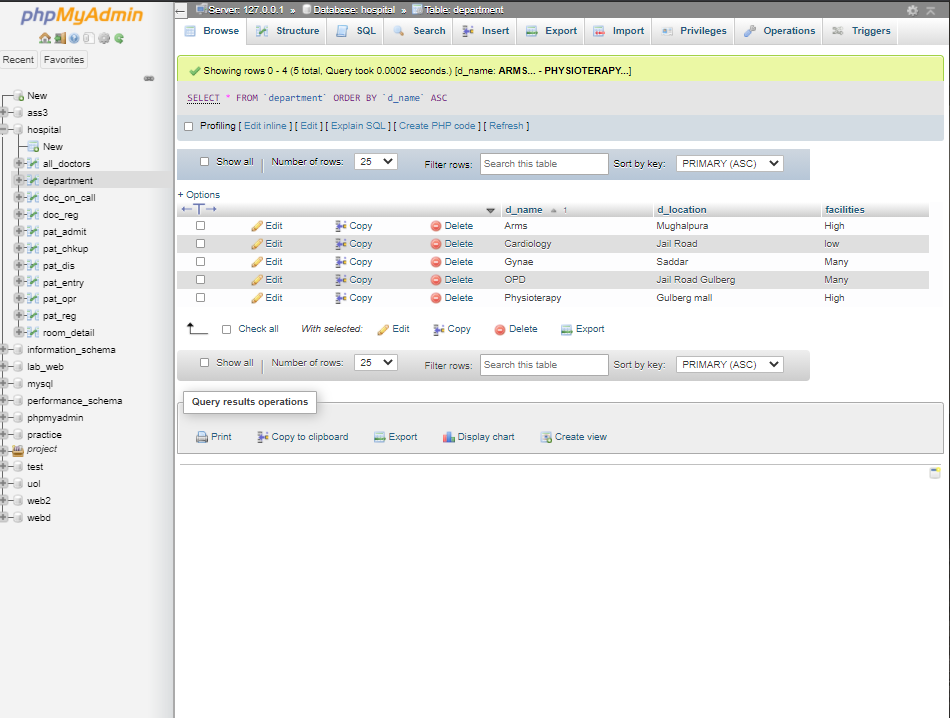 phpMyAdmin
Recent Favorites
New
ass3
hospital
New
all_doctors
department
doc_on_call
doc_reg
pat_admit
pat_chkup
pat_dis
pat_entry
pat_opr
pat_reg
room_detail
information_schema
lab_web
mysql
performance_schema
phpmyadmin
practice
project
test
uol
web2
webd
Server: 127.0.0.1 » Database: hospital » Table: department
Browse Structure SQL Search Insert Export Import Privileges Operations Triggers
Showing rows 0 - 4 (5 total, Query took 0.0002 seconds.) [d_name: ARMS... - PHYSIOTERAPY...]
SELECT * FROM `department` ORDER BY `d_name` ASC
Profiling [ Edit inline ] [ Edit ] [ Explain SQL ] [ Create PHP code ] [ Refresh ]
Show all | Number of rows: 25 Filter rows: Search this table Sort by key: PRIMARY (ASC)
+ Options
←T→ d_name 1 d_location facilities
Edit Copy Delete Arms Mughalpura High
Edit Copy Delete Cardiology Jail Road low
Edit Copy Delete Gynae Saddar Many
Edit Copy Delete OPD Jail Road Gulberg Many
Edit Copy Delete Physioterapy Gulberg mall High
Check all With selected: Edit Copy Delete Export
Show all | Number of rows: 25 Filter rows: Search this table Sort by key: PRIMARY (ASC)
Query results operations
Print Copy to clipboard Export Display chart Create view